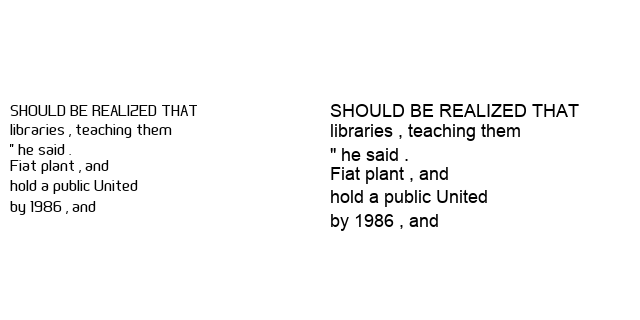 SHOULD BE REALIZED THAT
libraries , teaching them
" he said .
Fiat plant , and
hold a public United
by 1986 , and
SHOULD BE REALIZED THAT
libraries , teaching them
" he said .
Fiat plant , and
hold a public United
by 1986 , and